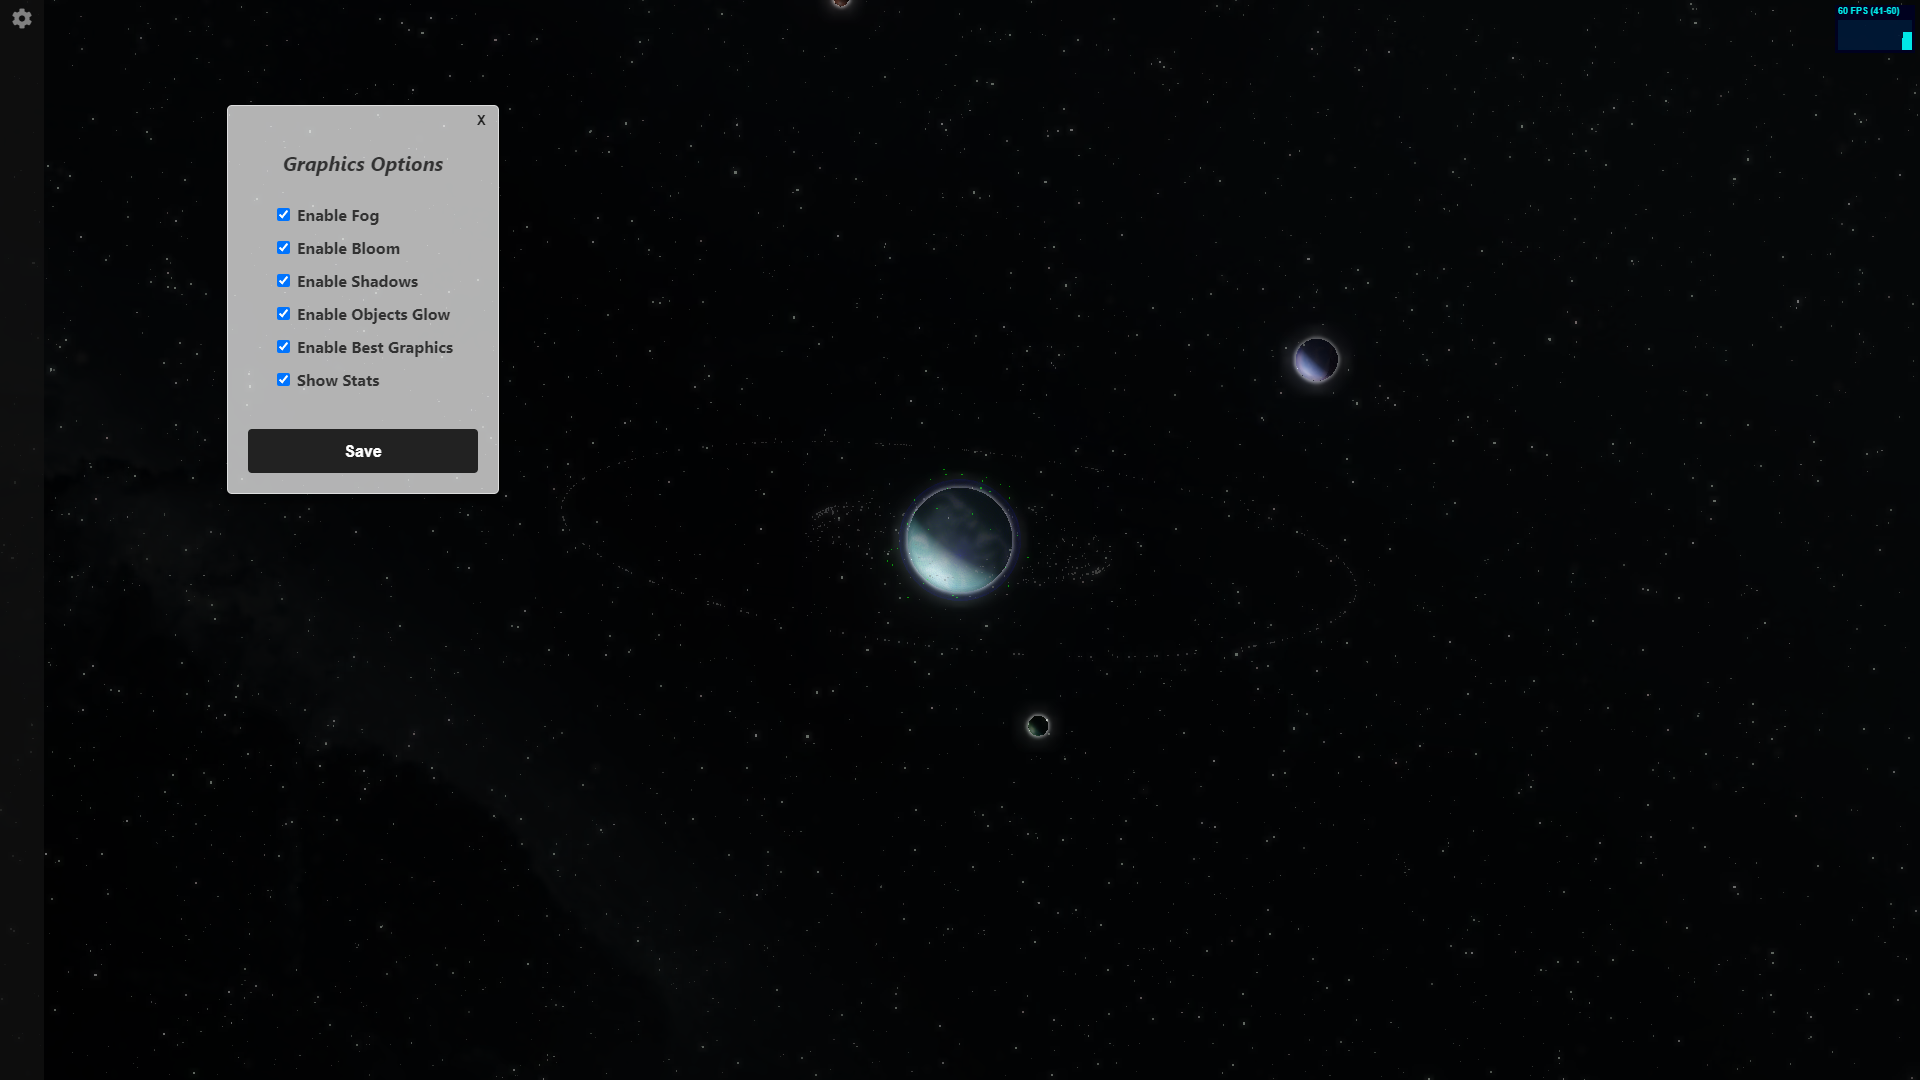 60 FPS (41-60)
X
Graphics Options
Enable Fog
Enable Bloom
Enable Shadows
Enable Objects Glow
Enable Best Graphics
Show Stats
Save